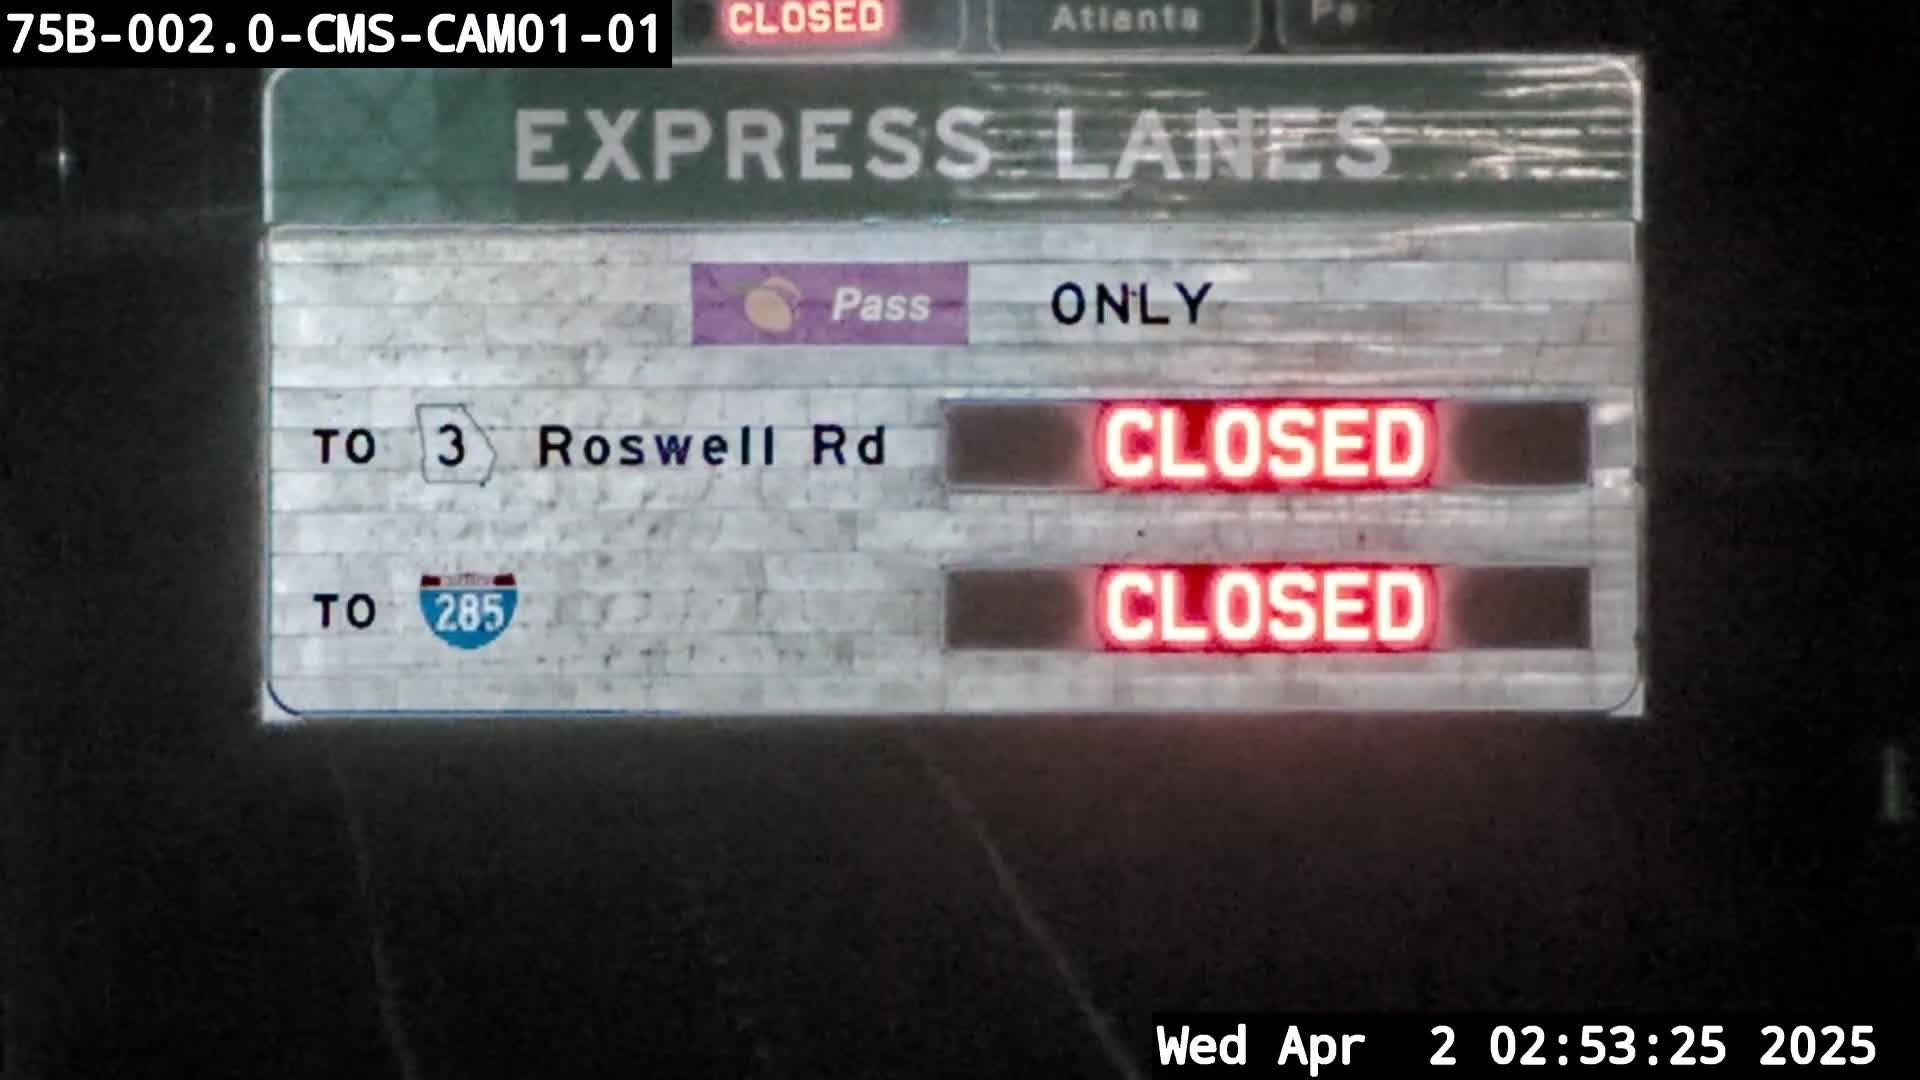 75B-002.0-CMS-CAM01-01
CLOSED
Atlanta
EXPRESS LANES
Pass ONLY
TO 3 Roswell Rd CLOSED
TO 285 CLOSED
Wed Apr 2 02:53:25 2025